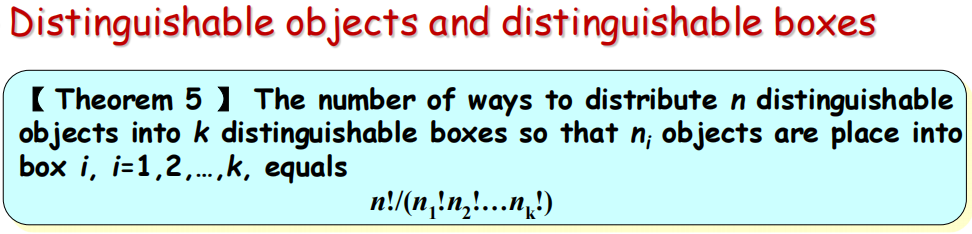 Distinguishable objects and distinguishable boxes
【 Theorem 5 】 The number of ways to distribute n distinguishable
objects into k distinguishable boxes so that nᵢ objects are place into
box i, i=1,2,…,k, equals
n!/(n₁!n₂!…nₖ!)